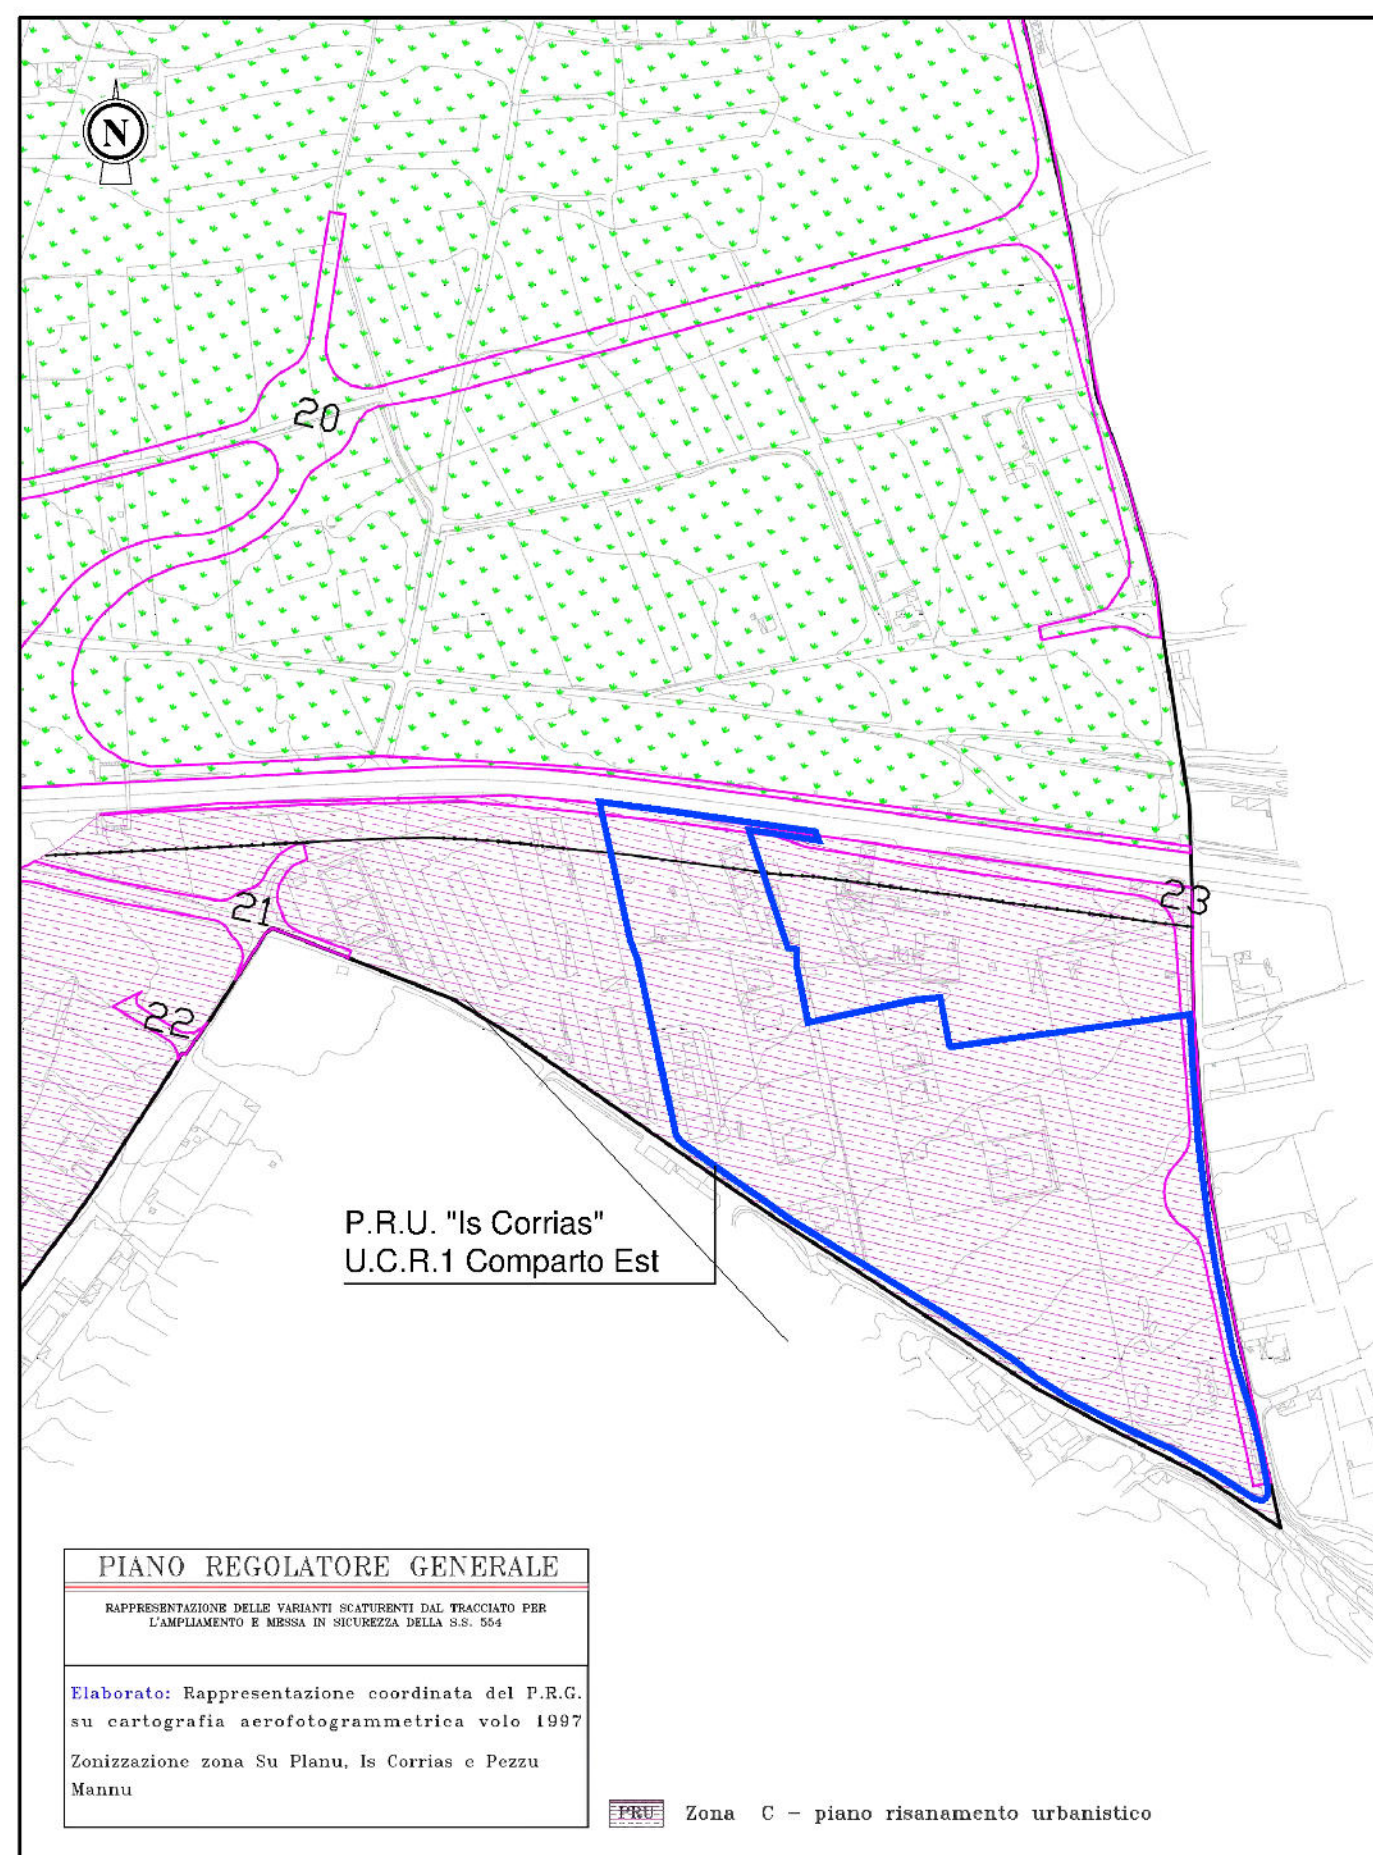 N
20
21
23
22
P.R.U. "Is Corrias"
U.C.R.1 Comparto Est
PIANO REGOLATORE GENERALE
RAPPRESENTAZIONE DELLE VARIANTI SCATURENTI DAL TRACCIATO PER
L'AMPLIAMENTO E MESSA IN SICUREZZA DELLA S.S. 554
Elaborato: Rappresentazione coordinata del P.R.G.
su cartografia aerofotogrammetrica volo 1997
Zonizzazione zona Su Planu, Is Corrias e Pezzu
Mannu
PRU Zona C - piano risanamento urbanistico